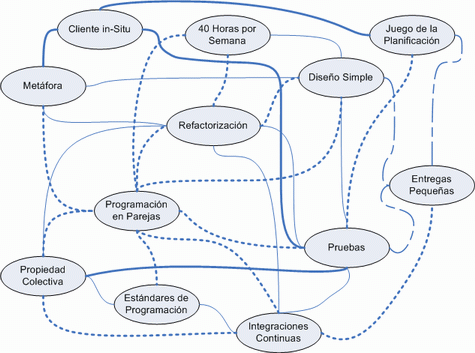 Cliente in-Situ
40 Horas por
Semana
Juego de la
Planificación
Metáfora
Diseño Simple
Refactorización
Entregas
Pequeñas
Programación
en Parejas
Pruebas
Propiedad
Colectiva
Estándares de
Programación
Integraciones
Continuas